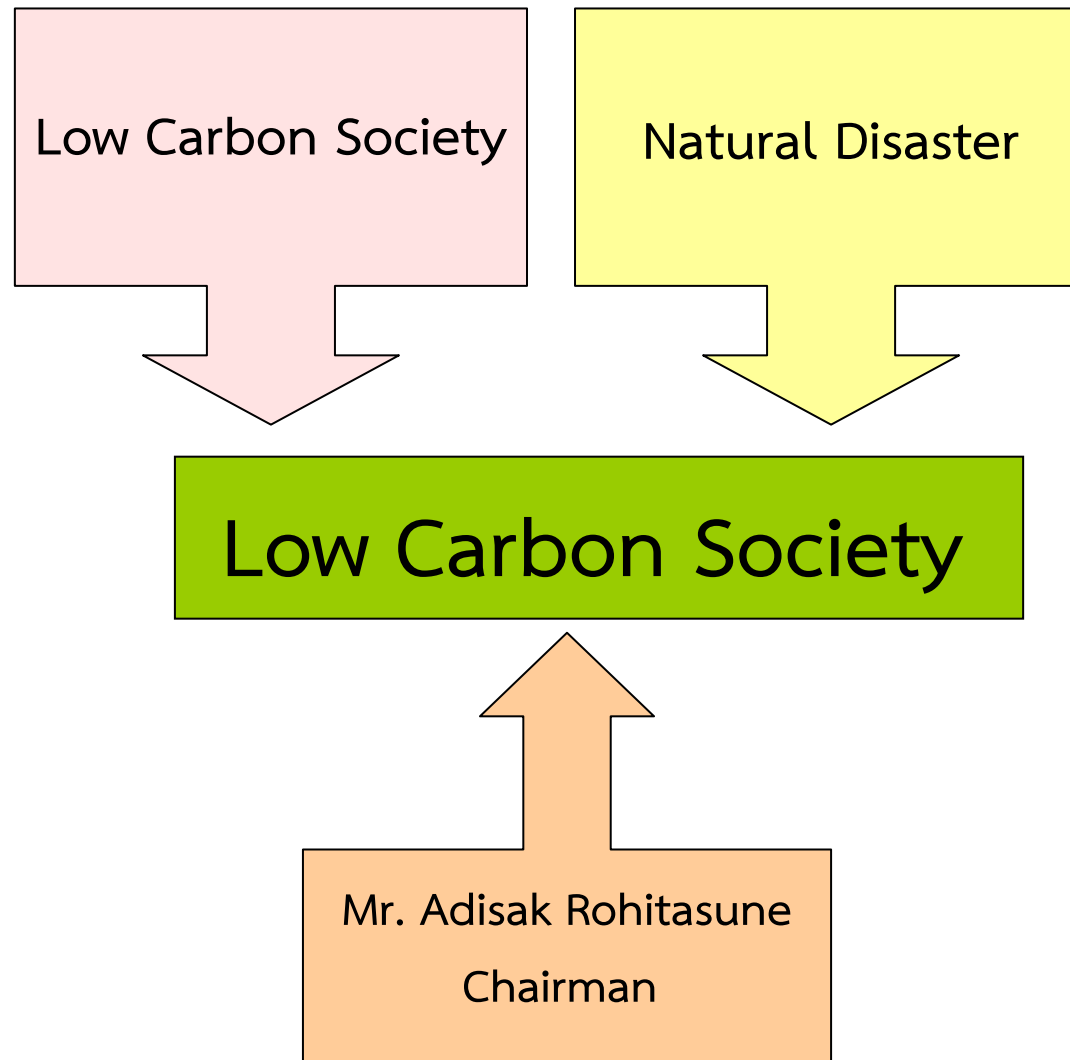 Low Carbon Society
Natural Disaster
Low Carbon Society
Mr. Adisak Rohitasune
Chairman